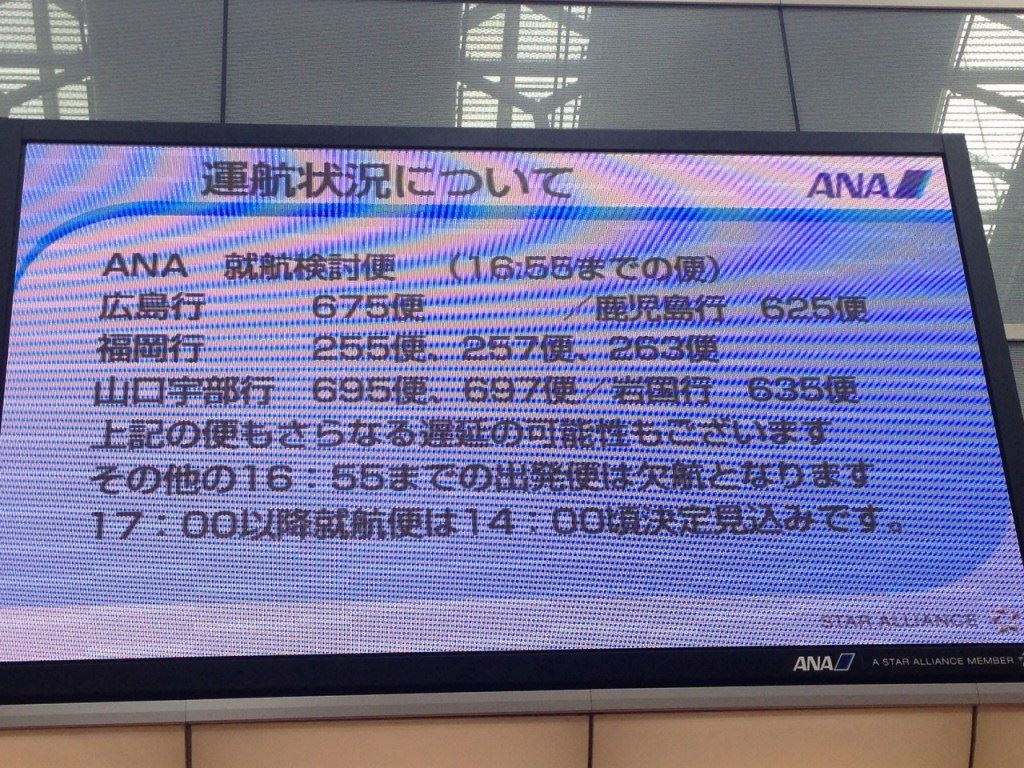 運航状況について
ANA
ANA 就航検討便 （16:55までの便）
広島行 675便 ／鹿児島行 625便
福岡行 255便、257便、263便
山口宇部行 695便、697便／岩国行 635便
上記の便もさらなる遅延の可能性もございます
その他の16：55までの出発便は欠航となります
17：00以降就航便は14：00頃決定見込みです。
STAR ALLIANCE
ANA A STAR ALLIANCE MEMBER